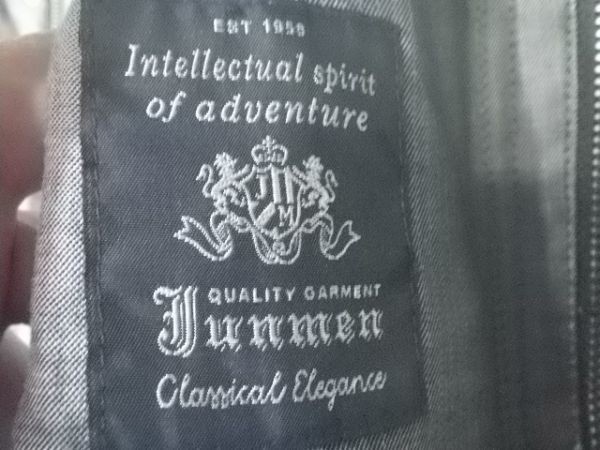 EST 1959
Intellectual spirit
of adventure
J
M
QUALITY GARMENT
Junmen
Classical Elegance